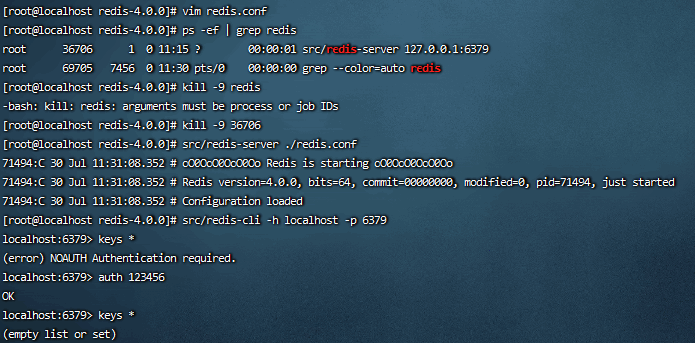 [root@localhost redis-4.0.0]# vim redis.conf
[root@localhost redis-4.0.0]# ps -ef | grep redis
root      36706      1  0 11:15 ?        00:00:01 src/redis-server 127.0.0.1:6379
root      69705   7456  0 11:30 pts/0    00:00:00 grep --color=auto redis
[root@localhost redis-4.0.0]# kill -9 redis
-bash: kill: redis: arguments must be process or job IDs
[root@localhost redis-4.0.0]# kill -9 36706
[root@localhost redis-4.0.0]# src/redis-server ./redis.conf
71494:C 30 Jul 11:31:08.352 # oO0OoO0OoO0Oo Redis is starting oO0OoO0OoO0Oo
71494:C 30 Jul 11:31:08.352 # Redis version=4.0.0, bits=64, commit=00000000, modified=0, pid=71494, just started
71494:C 30 Jul 11:31:08.352 # Configuration loaded
[root@localhost redis-4.0.0]# src/redis-cli -h localhost -p 6379
localhost:6379> keys *
(error) NOAUTH Authentication required.
localhost:6379> auth 123456
OK
localhost:6379> keys *
(empty list or set)